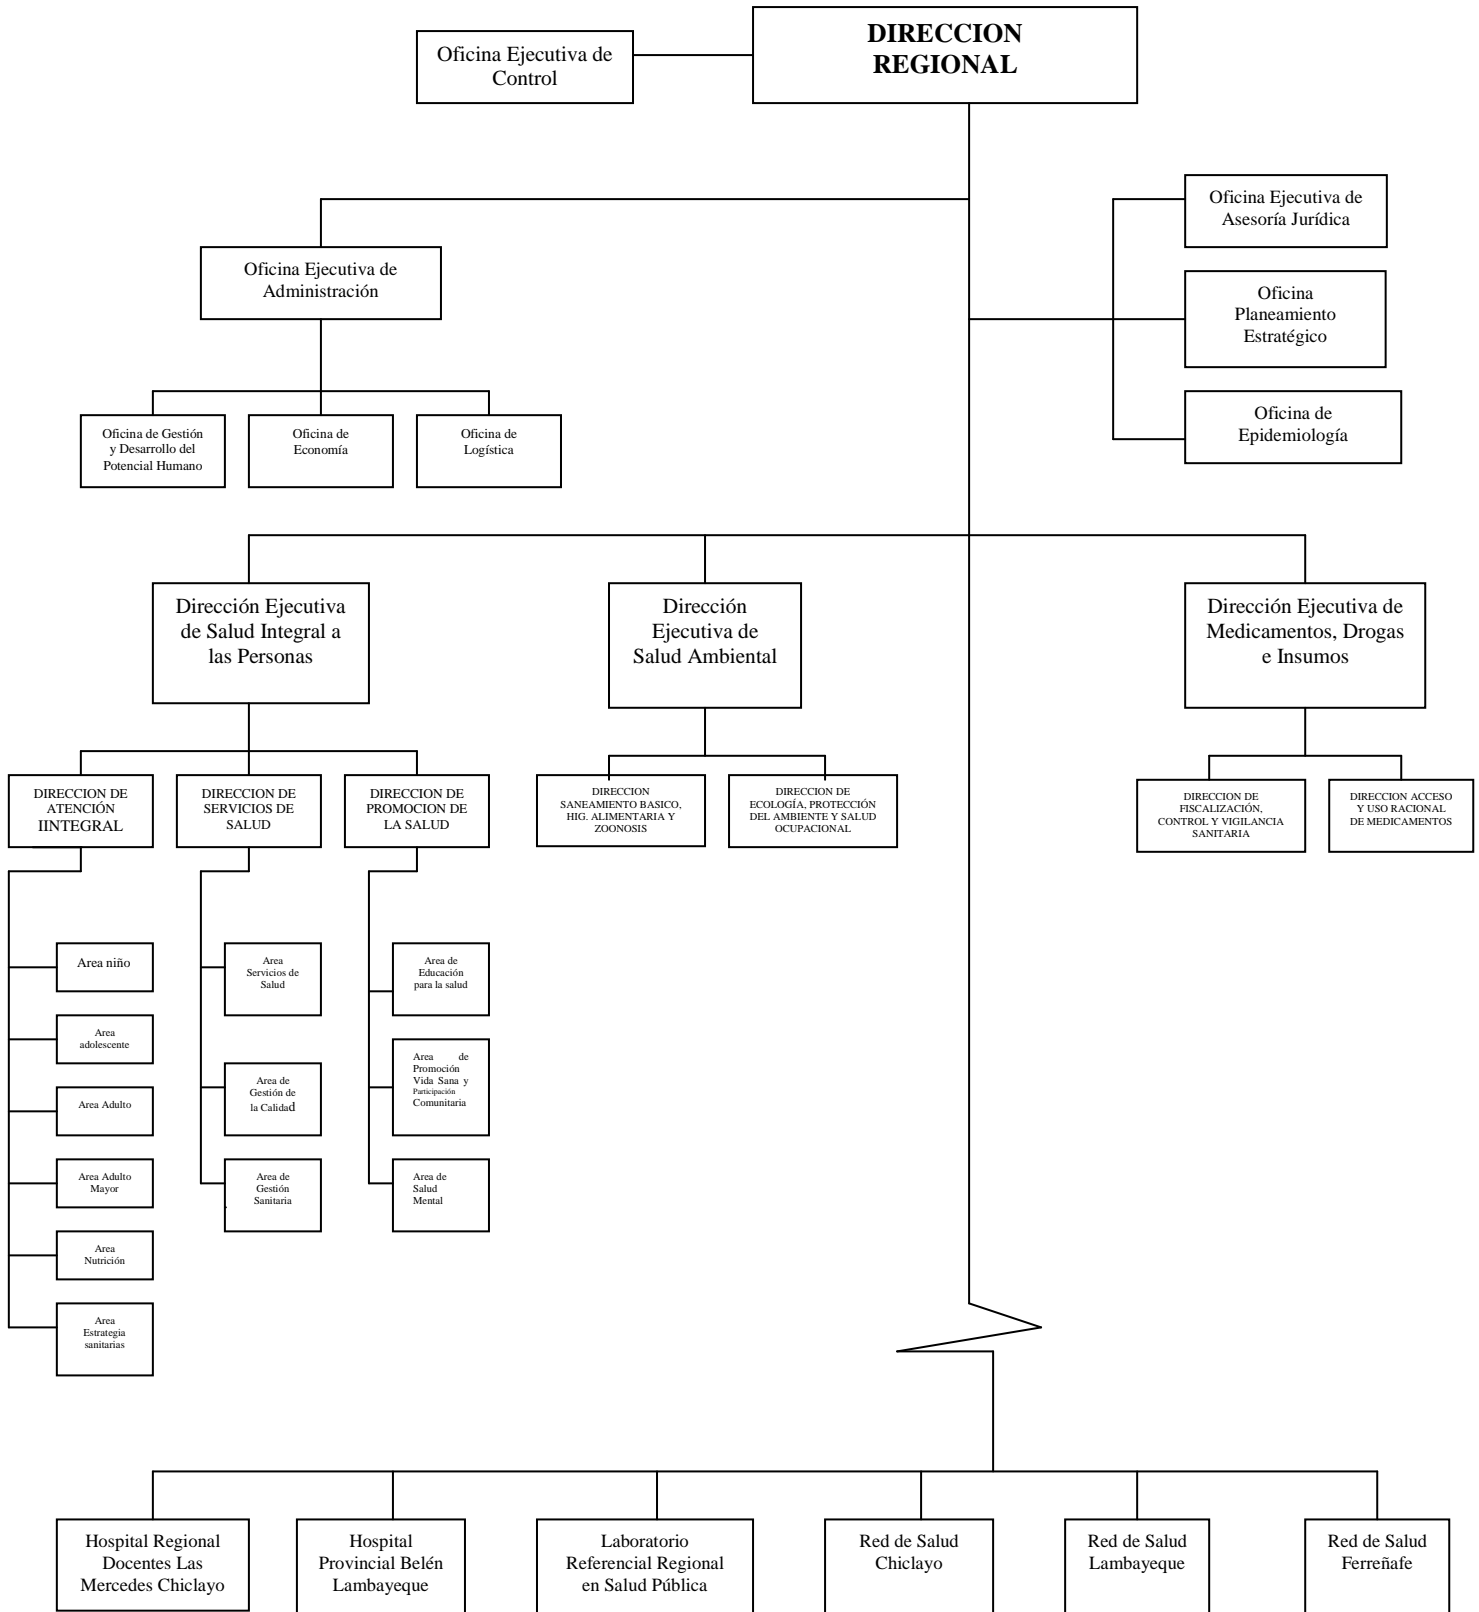 DIRECCION
REGIONAL
Oficina Ejecutiva de
Control
Oficina Ejecutiva de
Asesoría Jurídica
Oficina Ejecutiva de
Administración
Oficina
Planeamiento
Estratégico
Oficina de
Epidemiología
Oficina de Gestión
y Desarrollo del
Potencial Humano
Oficina de
Economía
Oficina de
Logística
Dirección Ejecutiva
de Salud Integral a
las Personas
Dirección
Ejecutiva de
Salud Ambiental
Dirección Ejecutiva de
Medicamentos, Drogas
e Insumos
DIRECCION DE
ATENCIÓN
IINTEGRAL
DIRECCION DE
SERVICIOS DE
SALUD
DIRECCION DE
PROMOCION DE
LA SALUD
DIRECCION
SANEAMIENTO BASICO,
HIG. ALIMENTARIA Y
ZOONOSIS
DIRECCION DE
ECOLOGÍA, PROTECCIÓN
DEL AMBIENTE Y SALUD
OCUPACIONAL
DIRECCION DE
FISCALIZACIÓN,
CONTROL Y VIGILANCIA
SANITARIA
DIRECCION ACCESO
Y USO RACIONAL
DE MEDICAMENTOS
Area niño
Area
adolescente
Area Adulto
Area Adulto
Mayor
Area
Nutrición
Area
Estrategia
sanitarias
Area
Servicios de
Salud
Area de
Gestión de
la Calidad
Area de
Gestión
Sanitaria
.
Area de
Educación
para la salud
Area de
Promoción
Vida Sana y
Participación
Comunitaria
Area de
Salud
Mental
Hospital Regional
Docentes Las
Mercedes Chiclayo
Hospital
Provincial Belén
Lambayeque
Laboratorio
Referencial Regional
en Salud Pública
Red de Salud
Chiclayo
Red de Salud
Lambayeque
Red de Salud
Ferreñafe